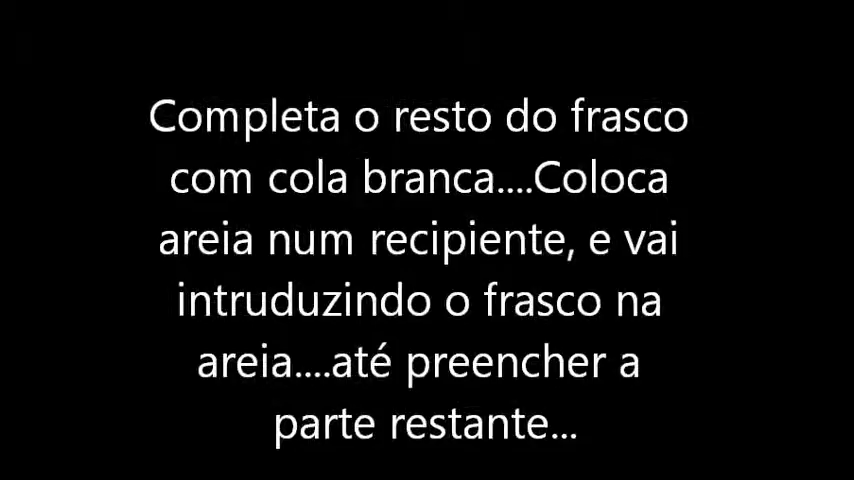 Completa o resto do frasco
com cola branca....Coloca
areia num recipiente, e vai
intruduzindo o frasco na
areia....até preencher a
parte restante...